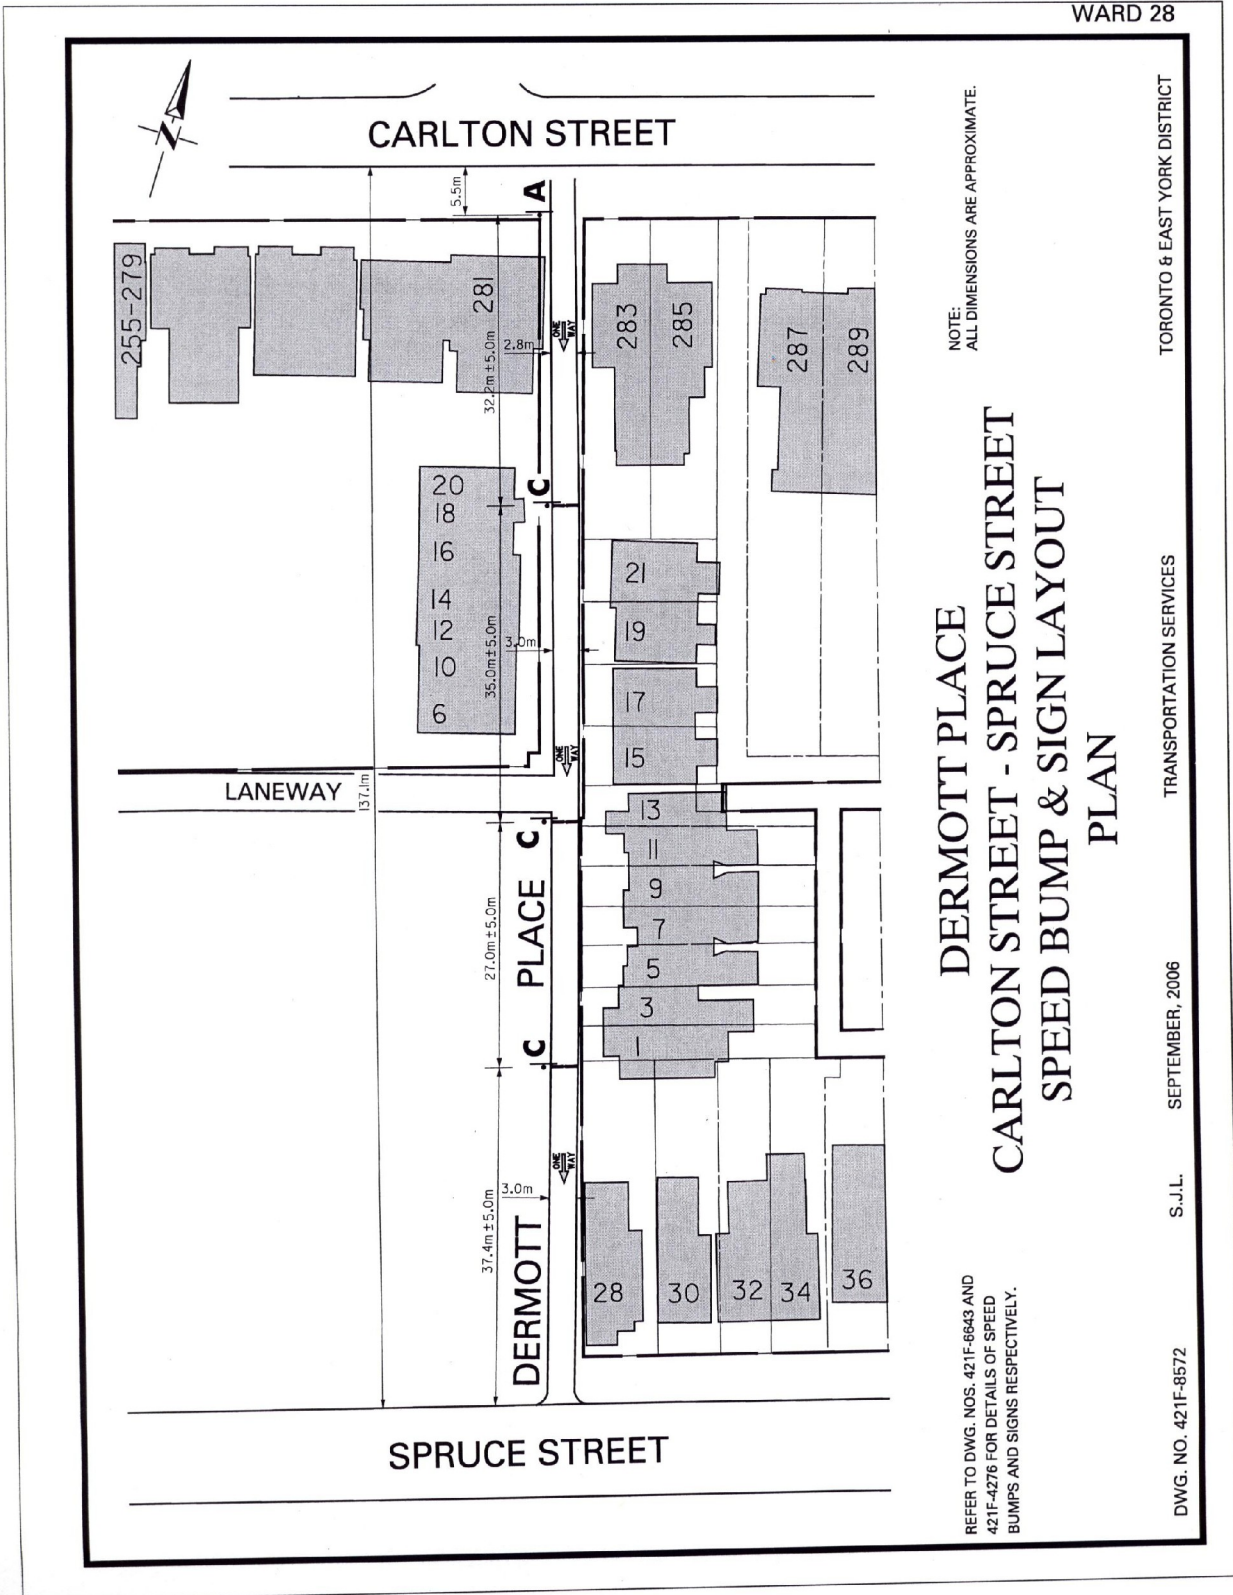 WARD 28
CARLTON STREET
N
5.5m
A
255-279
281
283
285
287
289
ONE
WAY
2.8m
32.2m±5.0m
C
20
18
16
14
12
10
6
21
19
17
15
3.0m
35.0m±5.0m
ONE
WAY
LANEWAY
137.1m
C
13
11
9
7
5
3
1
27.0m±5.0m
C
DERMOTT PLACE
ONE
WAY
3.0m
37.4m±5.0m
28
30
32
34
36
SPRUCE STREET
NOTE:
ALL DIMENSIONS ARE APPROXIMATE.
DERMOTT PLACE
CARLTON STREET - SPRUCE STREET
SPEED BUMP & SIGN LAYOUT
PLAN
REFER TO DWG. NOS. 421F-6643 AND
421F-4276 FOR DETAILS OF SPEED
BUMPS AND SIGNS RESPECTIVELY.
DWG. NO. 421F-8572 S.J.L. SEPTEMBER, 2006 TRANSPORTATION SERVICES TORONTO & EAST YORK DISTRICT